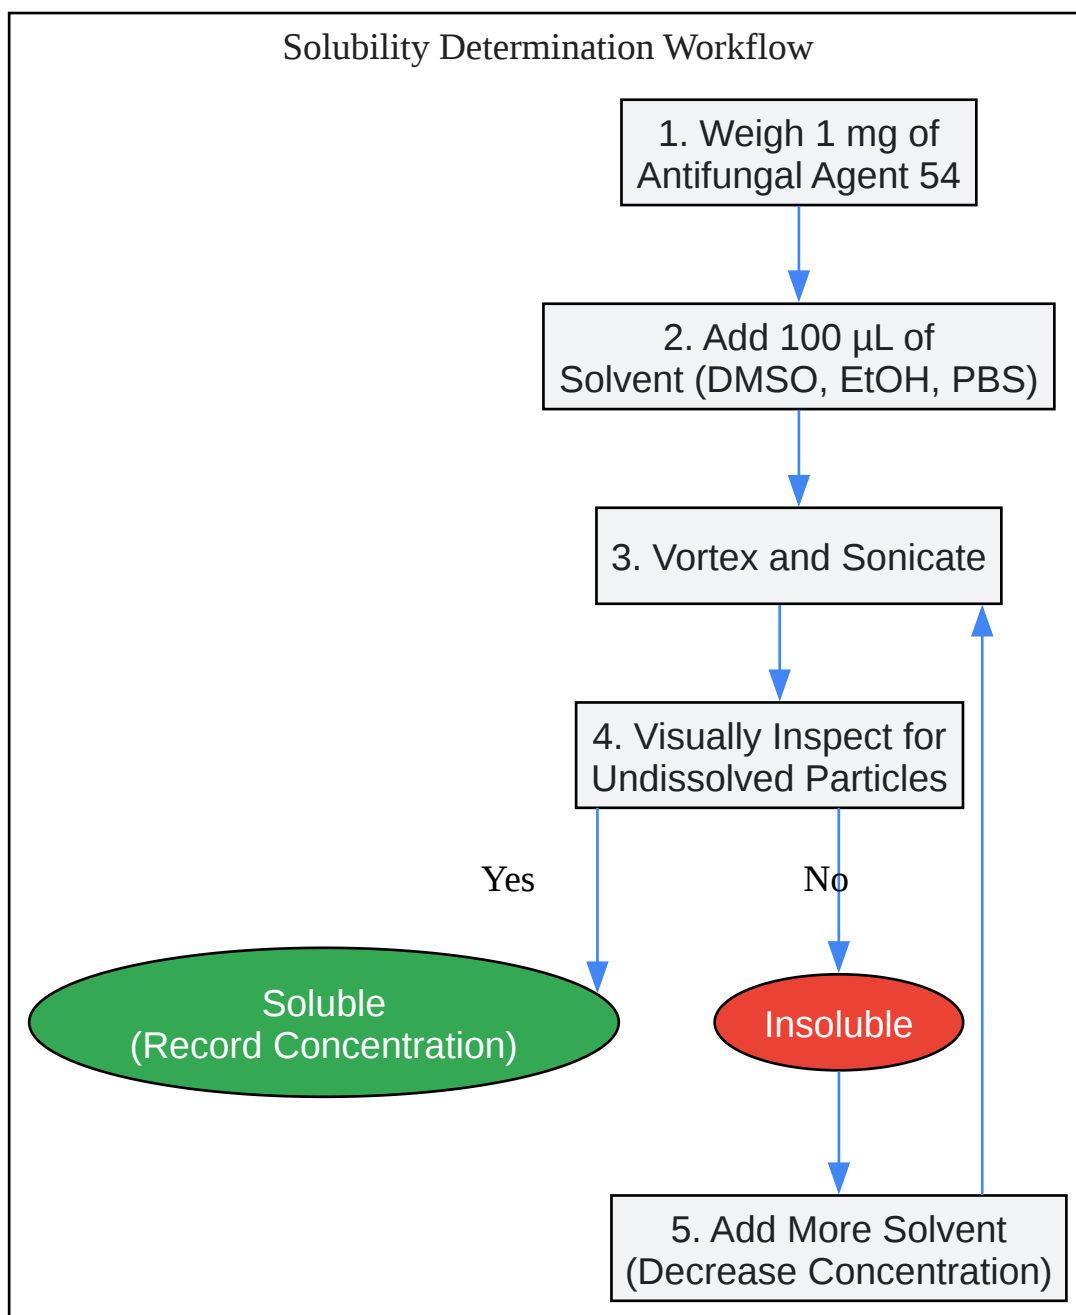 Solubility Determination Workflow
1. Weigh 1 mg of
Antifungal Agent 54
2. Add 100 µL of
Solvent (DMSO, EtOH, PBS)
3. Vortex and Sonicate
4. Visually Inspect for
Undissolved Particles
Yes
No
Soluble
(Record Concentration)
Insoluble
5. Add More Solvent
(Decrease Concentration)